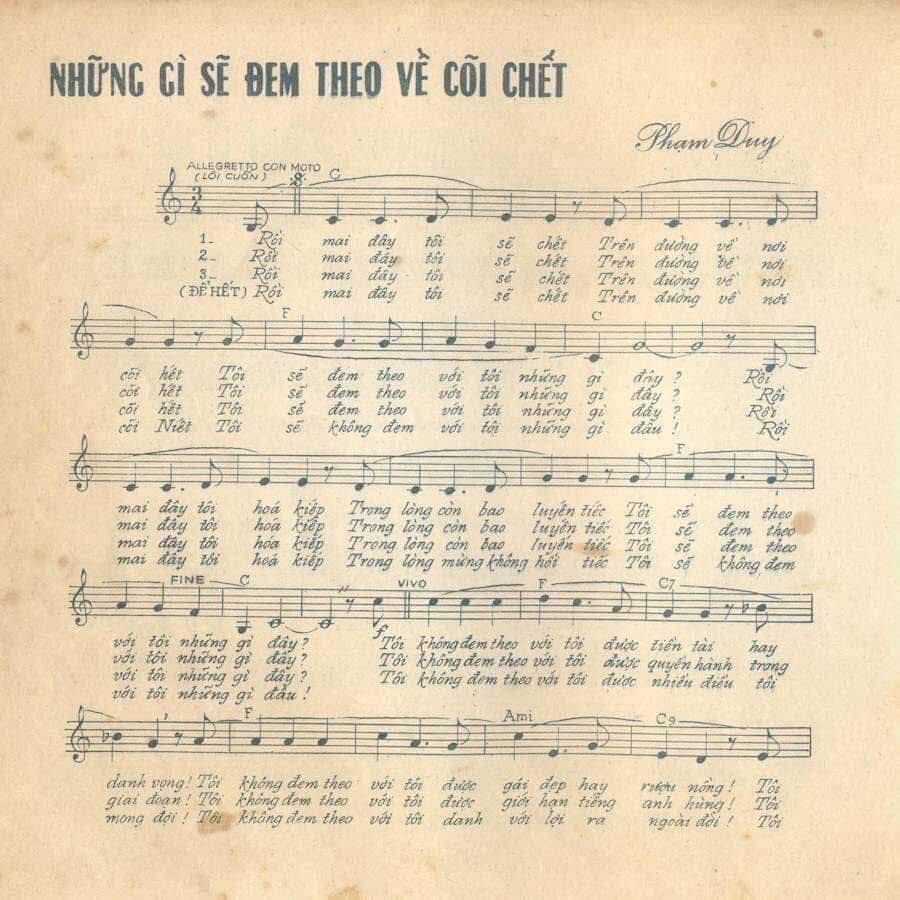 NHỮNG GÌ SẼ ĐEM THEO VỀ CÕI CHẾT
Phạm Duy
ALLEGRETTO CON MOTO
(LÔI CUỐN)
C
3
4
1_ Rồi mai đây tôi sẽ chết Trên đường về nơi
2_ Rồi mai đây tôi sẽ chết Trên đường về nơi
3_ Rồi mai đây tôi sẽ chết Trên đường về nơi
(ĐỂ HẾT) Rồi mai đây tôi sẽ chết Trên đường về nơi
F C
cõi hết Tôi sẽ đem theo với tôi những gì đây? Rồi
cõi hết Tôi sẽ đem theo với tôi những gì đây? Rồi
cõi hết Tôi sẽ đem theo với tôi những gì đây? Rồi
cõi Niết Tôi sẽ không đem với tôi những gì đâu! Rồi
F
mai đây tôi hoá kiếp Trong lòng còn bao luyến tiếc Tôi sẽ đem theo
mai đây tôi hóa kiếp Trong lòng còn bao luyến tiếc Tôi sẽ đem theo
mai đây tôi hóa kiếp Trong lòng còn bao luyến tiếc Tôi sẽ đem theo
mai đây tôi hoá kiếp Trong lòng mừng không hối tiếc Tôi sẽ không đem
FINE C VIVO F C7
f
với tôi những gì đây? Tôi không đem theo với tôi được tiền tài hay
với tôi những gì đây? Tôi không đem theo với tôi được quyền hành trong
với tôi những gì đây? Tôi không đem theo với tôi được nhiều điều tôi
với tôi những gì đâu!
F Ami C9
danh vọng! Tôi không đem theo với tôi được gái đẹp hay rượu nồng! Tôi
giai đoạn! Tôi không đem theo với tôi được giới hạn tiếng anh hùng! Tôi
mong đợi! Tôi không đem theo với tôi danh với lợi ra ngoài đời! Tôi